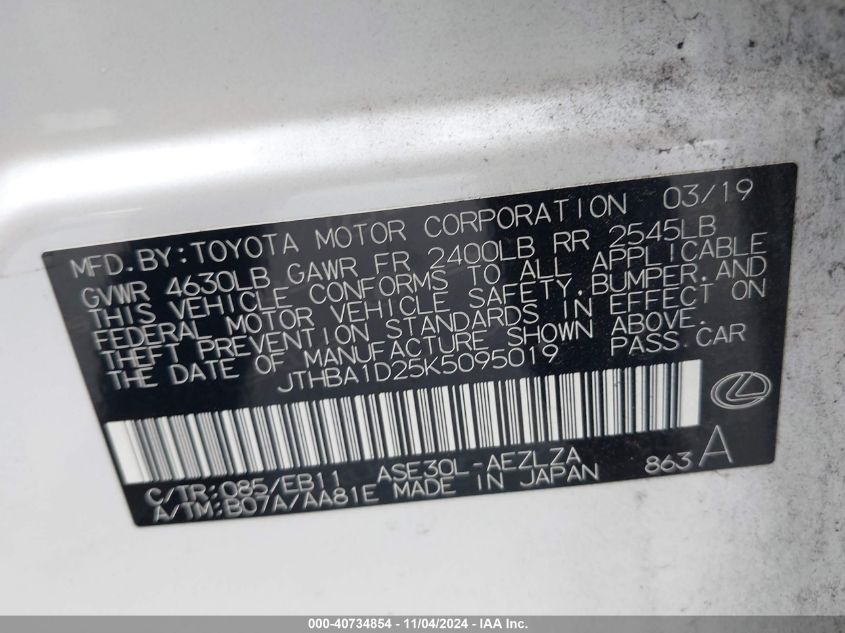 MFD.BY:TOYOTA MOTOR CORPORATION 03/19
GVWR 4630LB GAWR FR 2400LB RR 2545LB
THIS VEHICLE CONFORMS TO ALL APPLICABLE
FEDERAL MOTOR VEHICLE SAFETY,BUMPER,AND
THEFT PREVENTION STANDARDS IN EFFECT ON
THE DATE OF MANUFACTURE SHOWN ABOVE.
JTHBA1D25K5095019 PASS.CAR
C/TR:085/EB11 ASE30L-AEZLZA 863 A
A/TM:B07A/AA81E MADE IN JAPAN
000-40734854 - 11/04/2024 - IAA Inc.